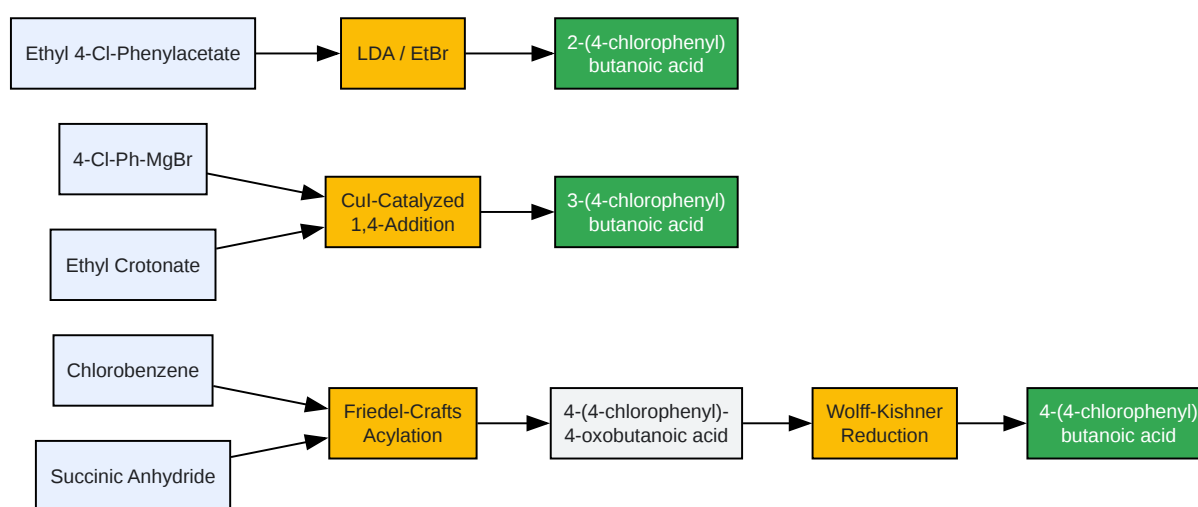 Ethyl 4-Cl-Phenylacetate
LDA / EtBr
2-(4-chlorophenyl)
butanoic acid
4-Cl-Ph-MgBr
Ethyl Crotonate
CuI-Catalyzed
1,4-Addition
3-(4-chlorophenyl)
butanoic acid
Chlorobenzene
Succinic Anhydride
Friedel-Crafts
Acylation
4-(4-chlorophenyl)-
4-oxobutanoic acid
Wolff-Kishner
Reduction
4-(4-chlorophenyl)
butanoic acid